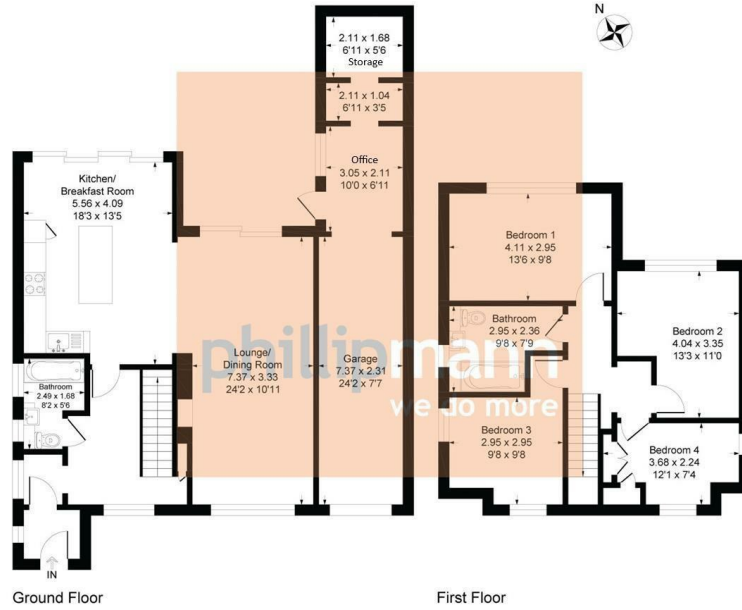 N
2.11 x 1.68
6'11 x 5'6
Storage
2.11 x 1.04
6'11 x 3'5
Office
3.05 x 2.11
10'0 x 6'11
Kitchen/
Breakfast Room
5.56 x 4.09
18'3 x 13'5
Bathroom
2.49 x 1.68
8'2 x 5'6
Lounge/
Dining Room
7.37 x 3.33
24'2 x 10'11
Garage
7.37 x 2.31
24'2 x 7'7
IN
Ground Floor
Bedroom 1
4.11 x 2.95
13'6 x 9'8
Bathroom
2.95 x 2.36
9'8 x 7'9
Bedroom 2
4.04 x 3.35
13'3 x 11'0
Bedroom 3
2.95 x 2.95
9'8 x 9'8
Bedroom 4
3.68 x 2.24
12'1 x 7'4
First Floor
phillipmann
we do more